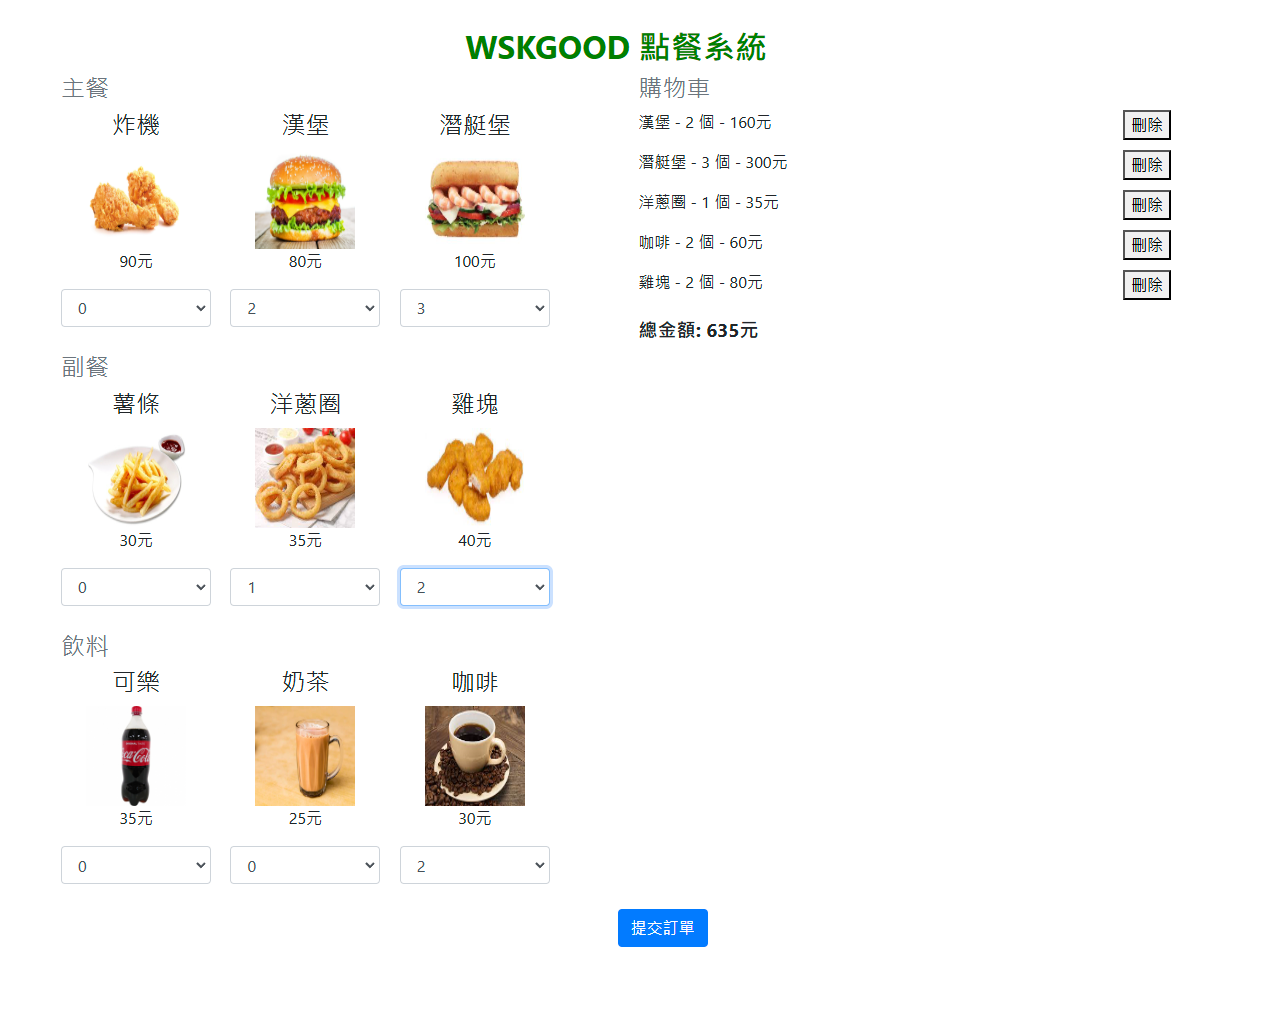 WSKGOOD 點餐系統
主餐
炸機 漢堡 潛艇堡
90元 80元 100元
0 2 3
副餐
薯條 洋蔥圈 雞塊
30元 35元 40元
0 1 2
飲料
可樂 奶茶 咖啡
Coca-Cola
35元 25元 30元
0 0 2
購物車
漢堡 - 2 個 - 160元 刪除
潛艇堡 - 3 個 - 300元 刪除
洋蔥圈 - 1 個 - 35元 刪除
咖啡 - 2 個 - 60元 刪除
雞塊 - 2 個 - 80元 刪除
總金額: 635元
提交訂單